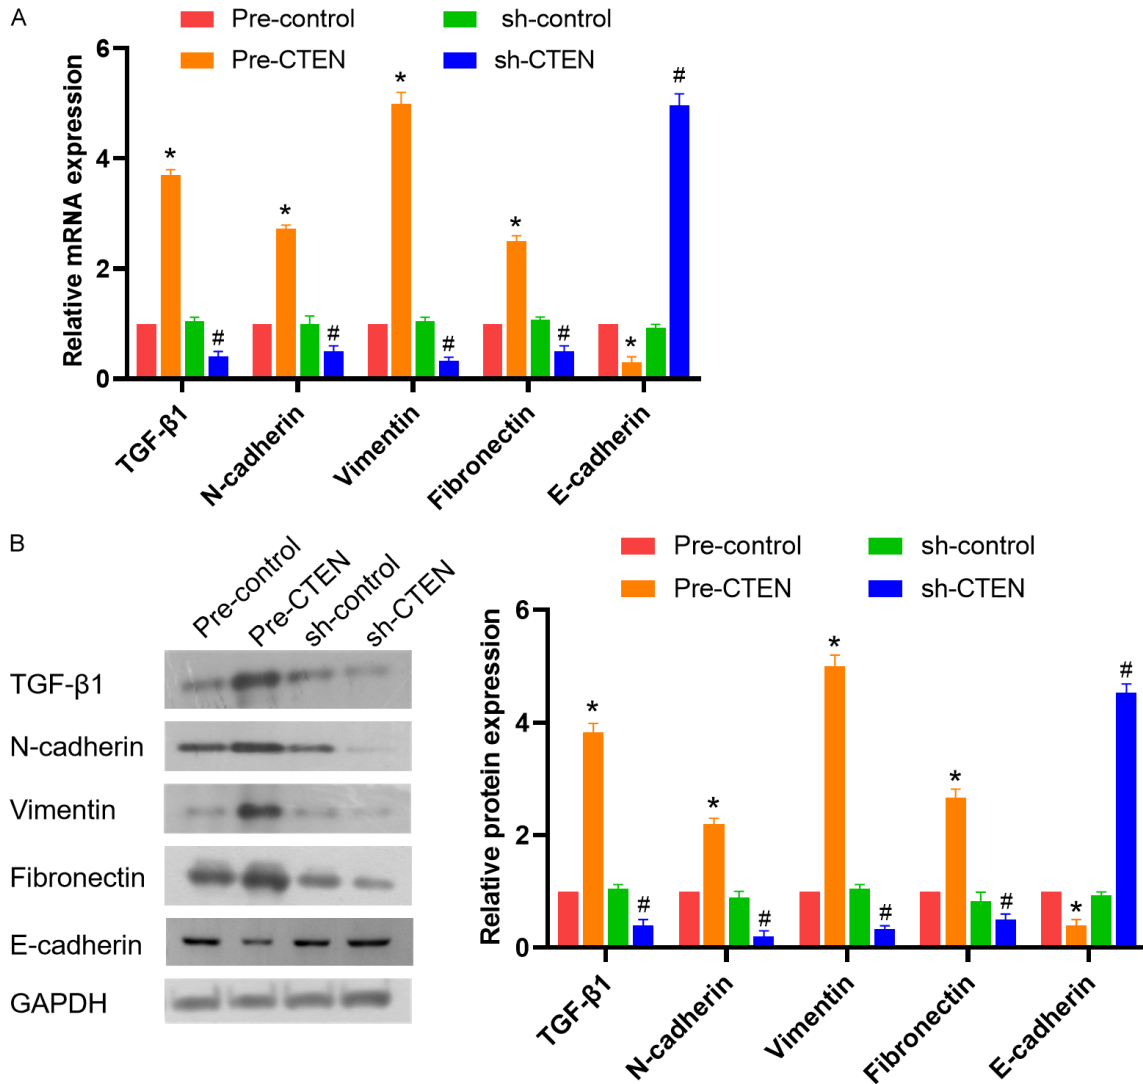 A
Pre-control
sh-control
Pre-CTEN
sh-CTEN
Relative mRNA expression
6
4
2
0
*
#
*
#
*
#
*
#
*
#
TGF-β1
N-cadherin
Vimentin
Fibronectin
E-cadherin
B
Pre-control
Pre-CTEN
sh-control
sh-CTEN
TGF-β1
N-cadherin
Vimentin
Fibronectin
E-cadherin
GAPDH
Pre-control
sh-control
Pre-CTEN
sh-CTEN
Relative protein expression
6
4
2
0
*
#
*
#
*
#
*
#
*
#
TGF-β1
N-cadherin
Vimentin
Fibronectin
E-cadherin